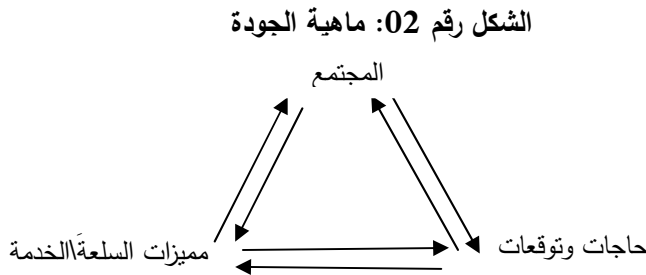 الشكل رقم 02: ماهية الجودة
المجتمع
حاجات وتوقعات
مميزات السلعةَ\الخدمة